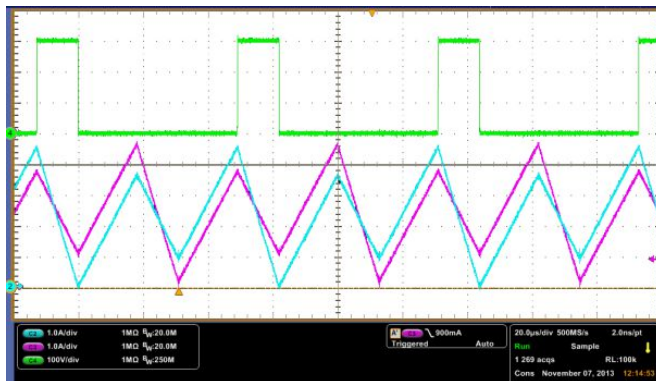 4
2
C2 1.0A/div 1MΩ BW:20.0M
C3 1.0A/div 1MΩ BW:20.0M
C4 100V/div 1MΩ BW:250M
A' C3 900mA
Triggered Auto
20.0µs/div 500MS/s 2.0ns/pt
Run Sample
1 269 acqs RL:100k
Cons November 07, 2013 12:14:53